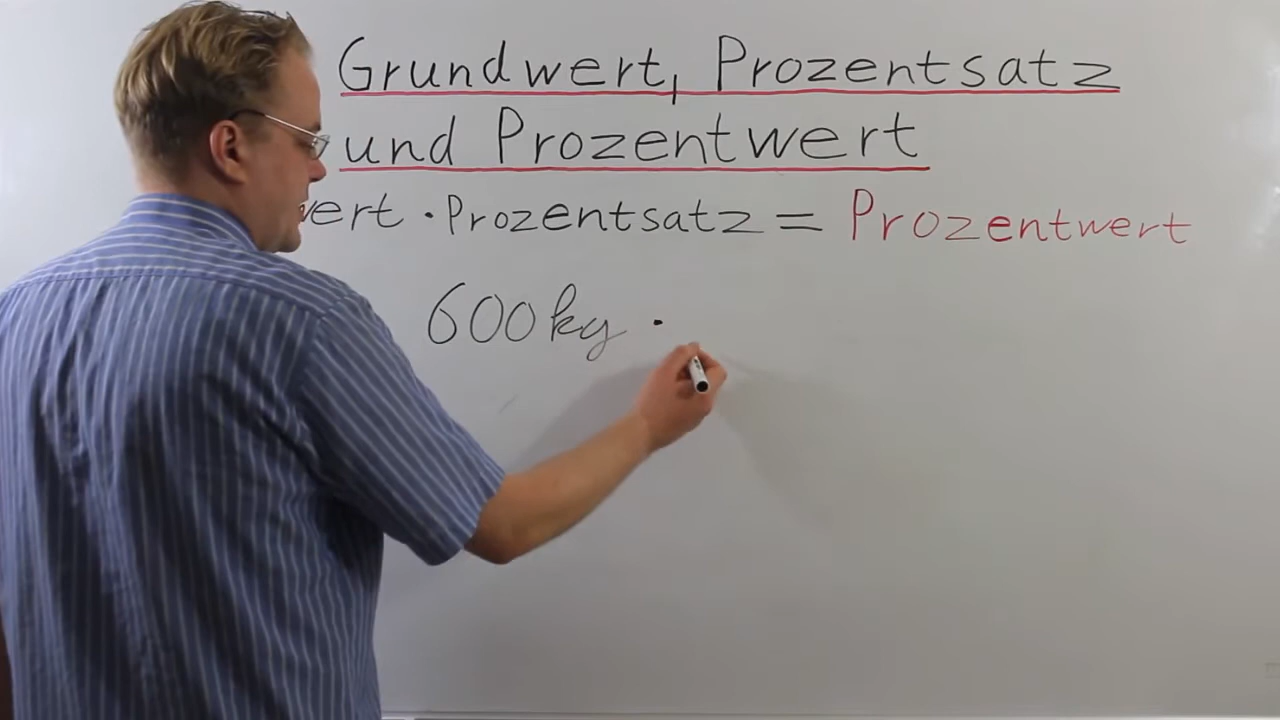 Grundwert, Prozentsatz
und Prozentwert
wert · Prozentsatz = Prozentwert
600 kg ·